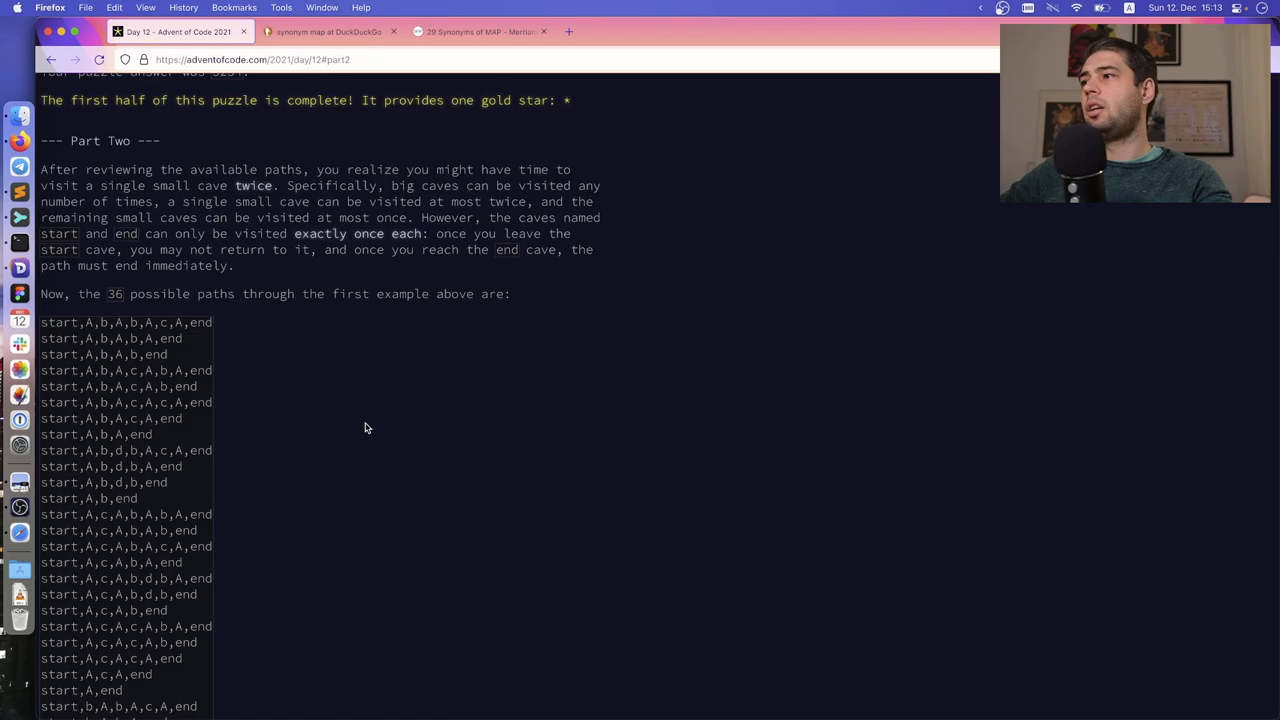 Firefox File Edit View History Bookmarks Tools Window Help
A Sun 12. Dec 15:13
Day 12 - Advent of Code 2021
synonym map at DuckDuckGo
29 Synonyms of MAP - Merriam
https://adventofcode.com/2021/day/12#part2
The first half of this puzzle is complete! It provides one gold star: *
--- Part Two ---
After reviewing the available paths, you realize you might have time to
visit a single small cave twice. Specifically, big caves can be visited any
number of times, a single small cave can be visited at most twice, and the
remaining small caves can be visited at most once. However, the caves named
start and end can only be visited exactly once each: once you leave the
start cave, you may not return to it, and once you reach the end cave, the
path must end immediately.
Now, the 36 possible paths through the first example above are:
start,A,b,A,b,A,c,A,end
start,A,b,A,b,A,end
start,A,b,A,b,end
start,A,b,A,c,A,b,A,end
start,A,b,A,c,A,b,end
start,A,b,A,c,A,c,A,end
start,A,b,A,c,A,end
start,A,b,A,end
start,A,b,d,b,A,c,A,end
start,A,b,d,b,A,end
start,A,b,d,b,end
start,A,b,end
start,A,c,A,b,A,b,A,end
start,A,c,A,b,A,b,end
start,A,c,A,b,A,c,A,end
start,A,c,A,b,A,end
start,A,c,A,b,d,b,A,end
start,A,c,A,b,d,b,end
start,A,c,A,b,end
start,A,c,A,c,A,b,A,end
start,A,c,A,c,A,b,end
start,A,c,A,c,A,end
start,A,c,A,end
start,A,end
start,b,A,b,A,c,A,end